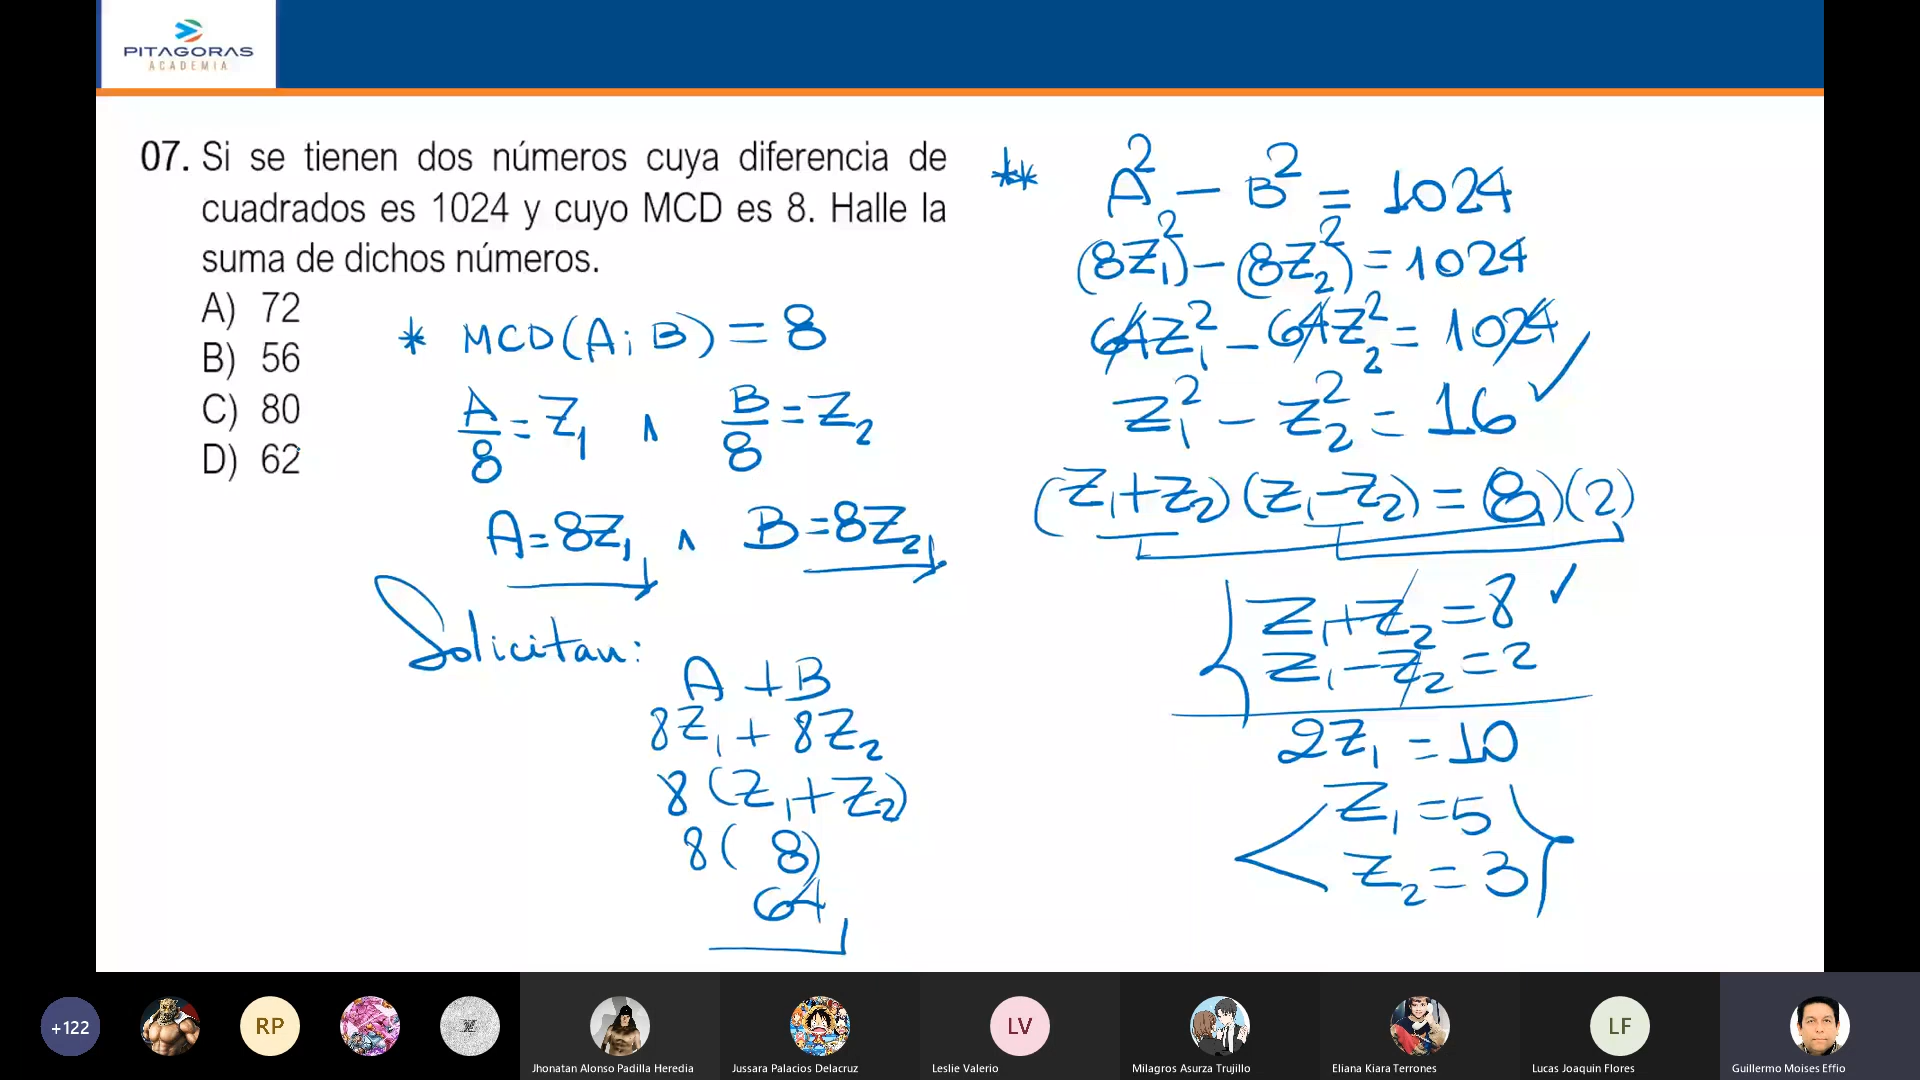 PITAGORAS
ACADEMIA
07. Si se tienen dos números cuya diferencia de
cuadrados es 1024 y cuyo MCD es 8. Halle la
suma de dichos números.
A) 72
B) 56
C) 80
D) 62
* MCD(A; B) = 8
A/8 = Z₁ ∧ B/8 = Z₂
A = 8Z₁ ∧ B = 8Z₂
Solicitan:
A + B
8Z₁ + 8Z₂
8(Z₁+Z₂)
8( 8)
64
** A² - B² = 1024
(8Z₁)² - (8Z₂)² = 1024
64Z₁² - 64Z₂² = 1024
Z₁² - Z₂² = 16
(Z₁+Z₂)(Z₁-Z₂) = (8)(2)
Z₁+Z₂ = 8
Z₁-Z₂ = 2
2Z₁ = 10
Z₁ = 5
Z₂ = 3
+122
RP
LV
LF
Jhonatan Alonso Padilla Heredia
Jussara Palacios Delacruz
Leslie Valerio
Milagros Asurza Trujillo
Eliana Kiara Terrones
Lucas Joaquin Flores
Guillermo Moises Effio